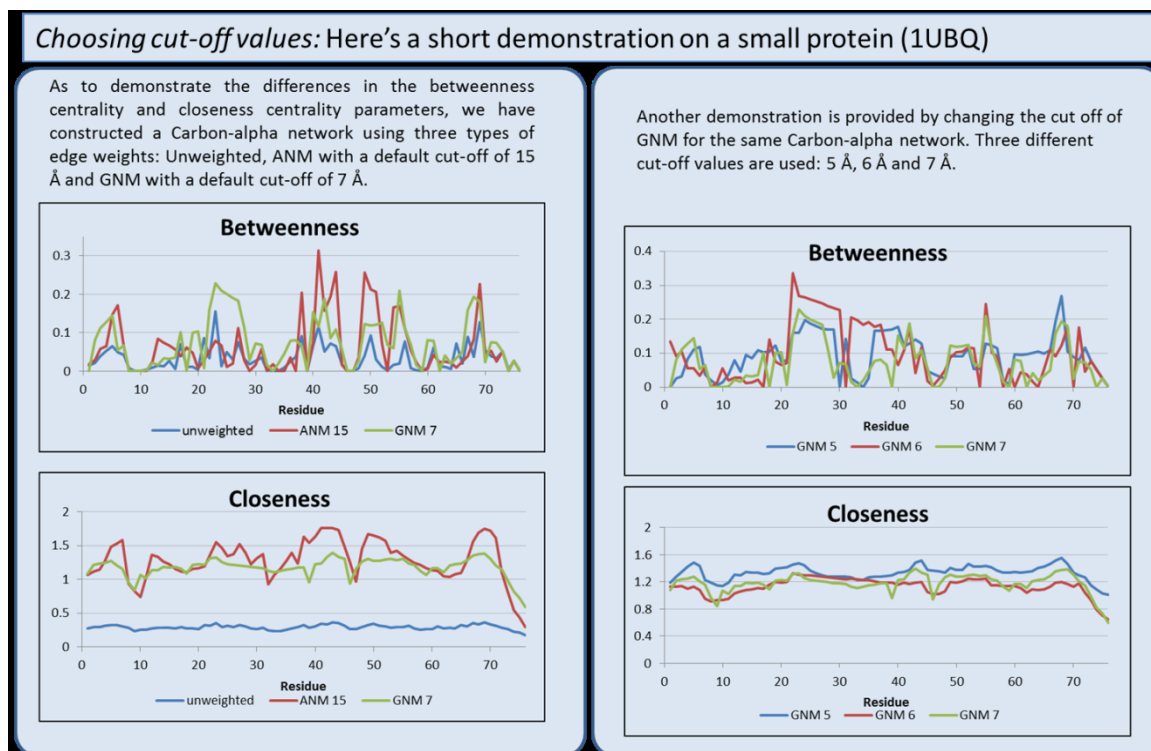 Choosing cut-off values: Here's a short demonstration on a small protein (1UBQ)
As to demonstrate the differences in the betweenness
centrality and closeness centrality parameters, we have
constructed a Carbon-alpha network using three types of
edge weights: Unweighted, ANM with a default cut-off of 15
Å and GNM with a default cut-off of 7 Å.
Betweenness
0.3
0.2
0.1
0
0 10 20 30 40 50 60 70
Residue
unweighted ANM 15 GNM 7
Closeness
2
1.5
1
0.5
0
0 10 20 30 40 50 60 70
Residue
unweighted ANM 15 GNM 7
Another demonstration is provided by changing the cut off of
GNM for the same Carbon-alpha network. Three different
cut-off values are used: 5 Å, 6 Å and 7 Å.
Betweenness
0.4
0.3
0.2
0.1
0
0 10 20 30 40 50 60 70
Residue
GNM 5 GNM 6 GNM 7
Closeness
2
1.6
1.2
0.8
0.4
0
0 10 20 30 40 50 60 70
Residue
GNM 5 GNM 6 GNM 7